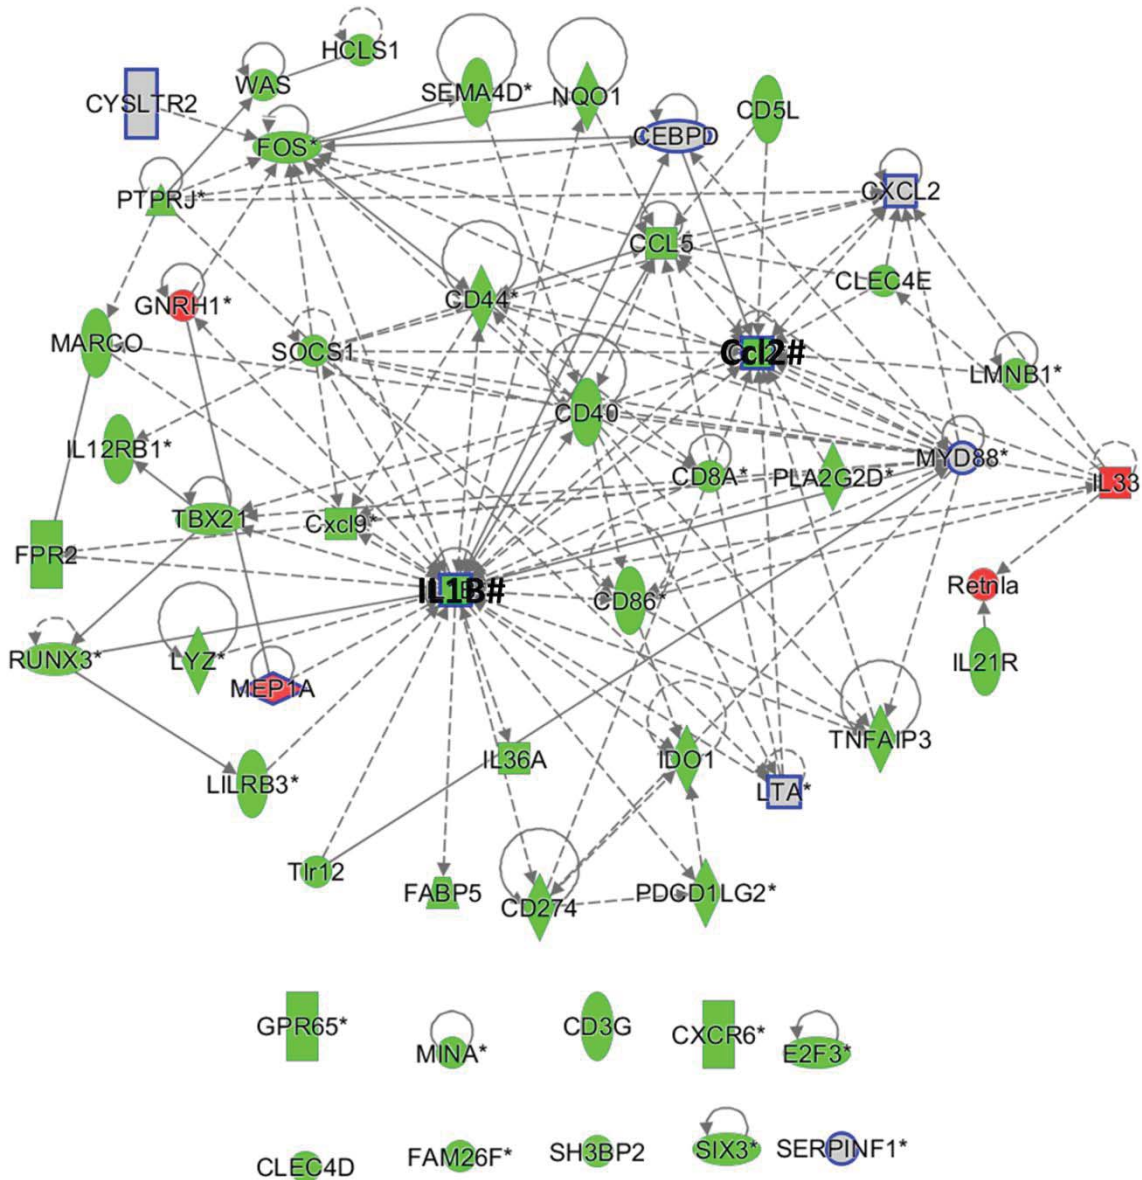 HCLS1
WAS
SEMA4D*
NQO1
CYSLTR2
CD5L
FOS*
CEBPD
PTPRJ*
CXCL2
CCL5
CLEC4E
GNRH1*
CD44*
MARCO
SOCS1
Ccl2#
LMNB1*
CD40
IL12RB1*
MYD88*
CD8A*
PLA2G2D*
IL33
TBX21
Cxcl9*
FPR2
IL1B#
CD86*
Retnla
RUNX3*
LYZ*
MEP1A
IL21R
TNFAIP3
IL36A
IDO1
LILRB3*
LTA*
Tlr12
FABP5
CD274
PDCD1LG2*
GPR65*
MINA*
CD3G
CXCR6*
E2F3*
CLEC4D
FAM26F*
SH3BP2
SIX3*
SERPINF1*